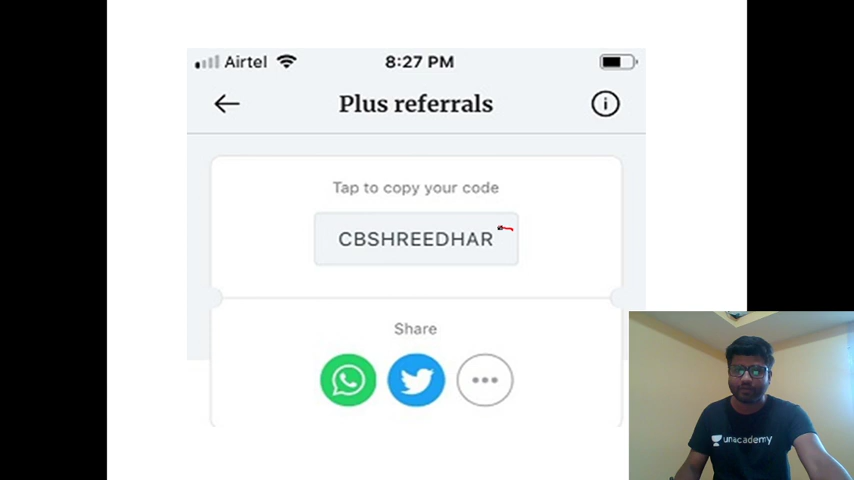 Airtel 8:27 PM
Plus referrals
Tap to copy your code
CBSHREEDHAR
Share
unacademy